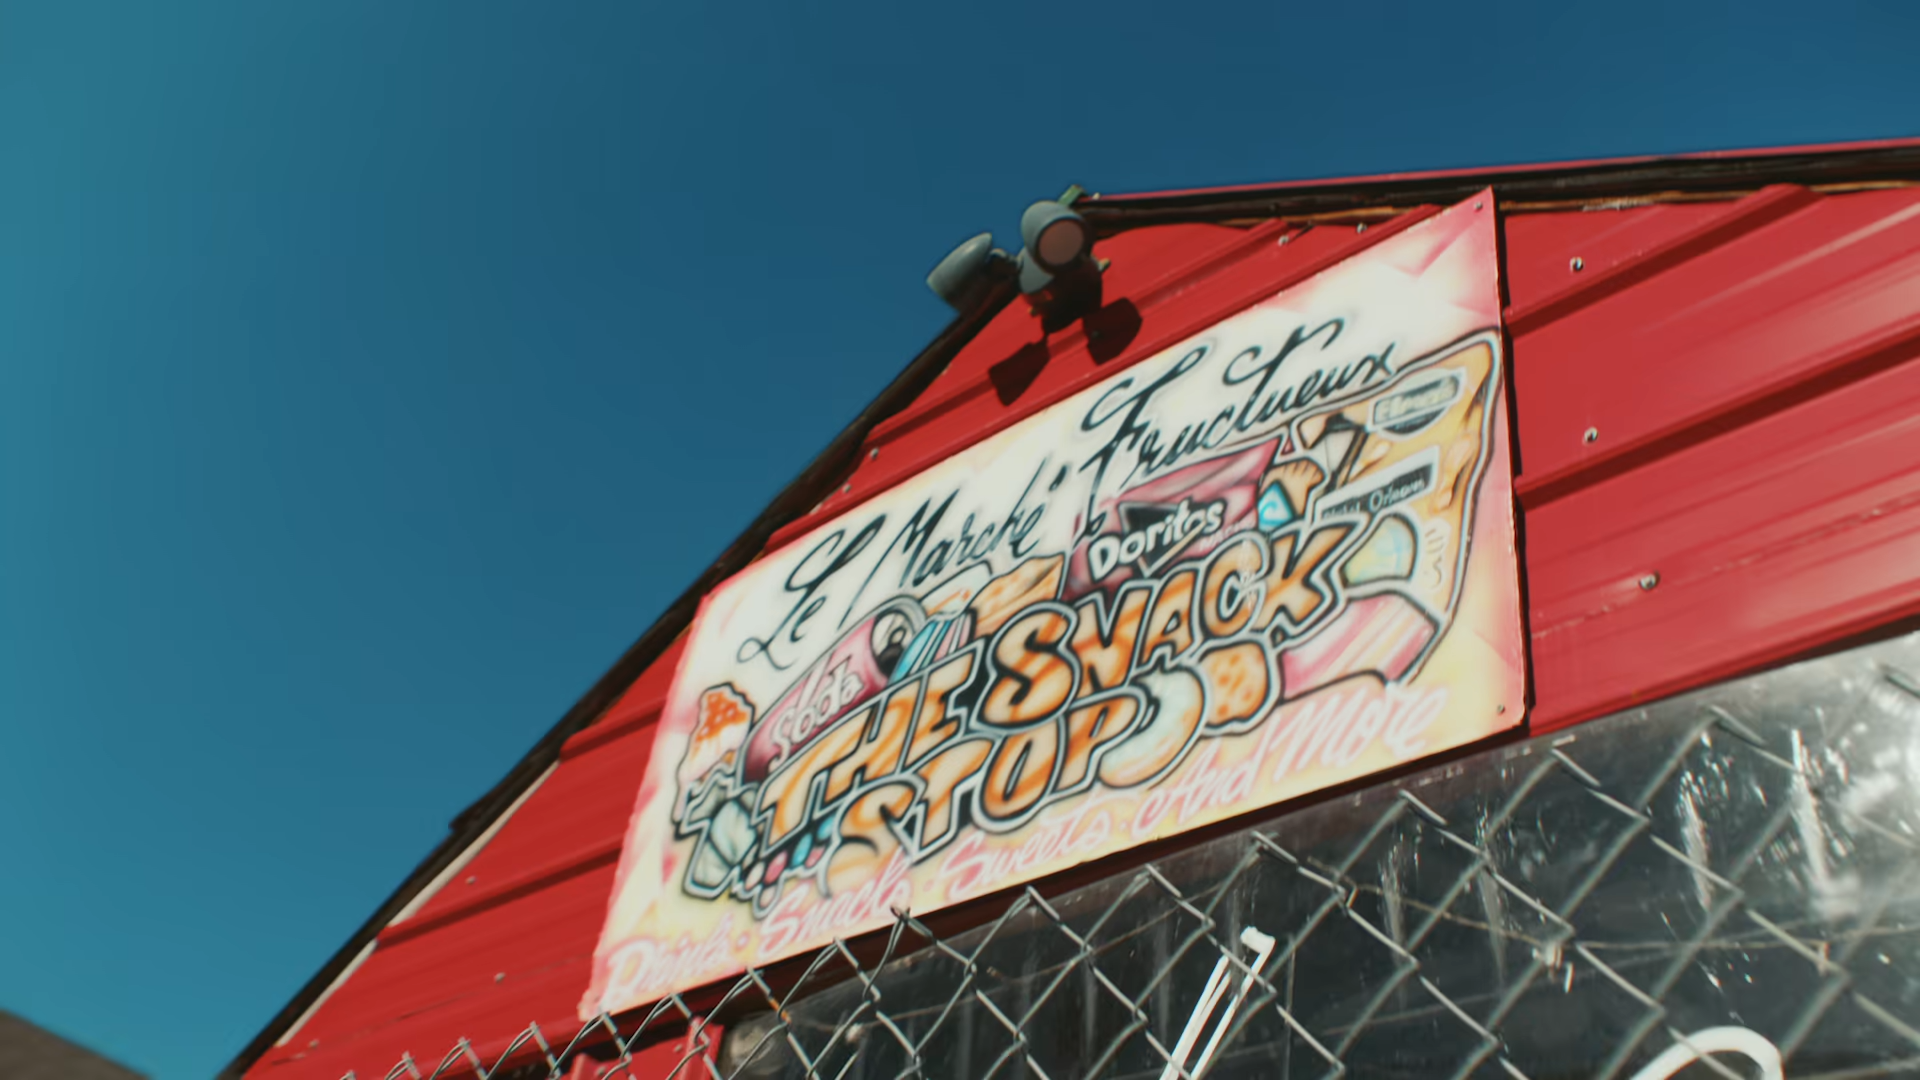 Le Marché Fructueux
Doritos
Soda
THE SNACK
STOP
Drinks • Snacks • Sweets • And More